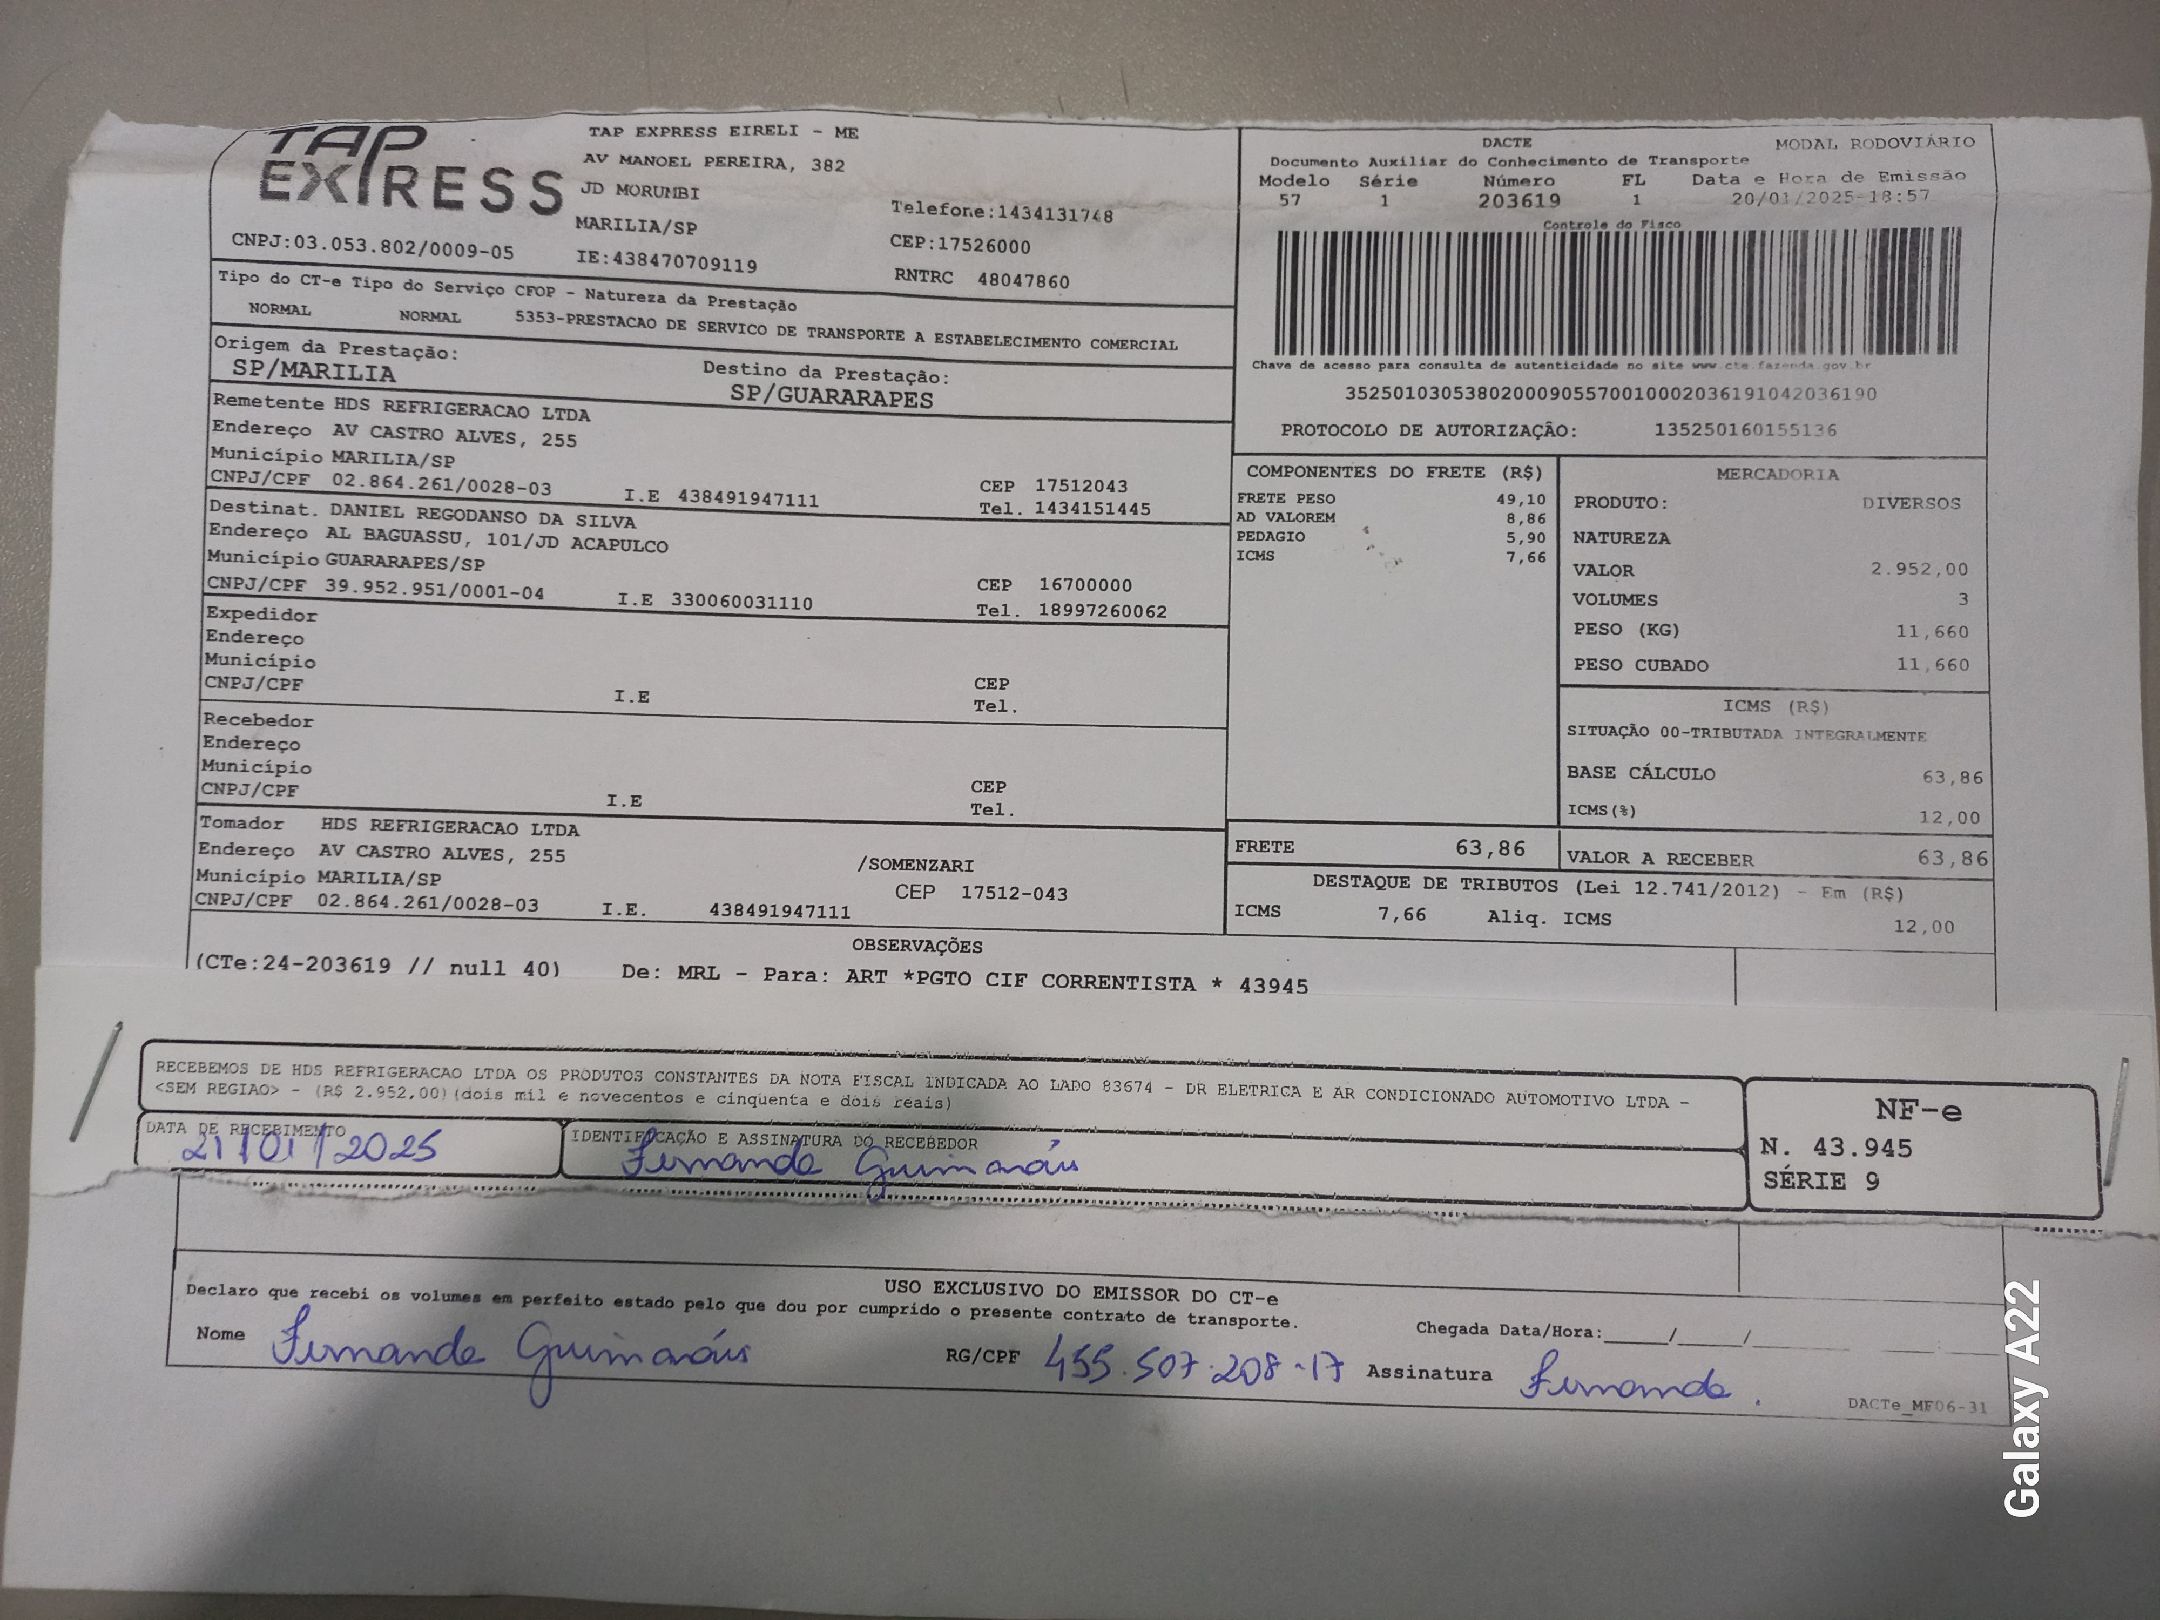 TAP EXPRESS
TAP EXPRESS EIRELI - ME
AV MANOEL PEREIRA, 382
JD MORUMBI
MARILIA/SP
Telefone:1434131748
CNPJ:03.053.802/0009-05
IE:438470709119
CEP:17526000
RNTRC 48047860
DACTE MODAL RODOVIÁRIO
Documento Auxiliar do Conhecimento de Transporte
Modelo Série Número FL Data e Hora de Emissão
57 1 203619 1 20/01/2025-18:57
Controle do Fisco
Chave de acesso para consulta de autenticidade no site www.cte.fazenda.gov.br
35250103053802000905570010002036191042036190
PROTOCOLO DE AUTORIZAÇÃO: 135250160155136
Tipo do CT-e Tipo do Serviço CFOP - Natureza da Prestação
NORMAL NORMAL 5353-PRESTACAO DE SERVICO DE TRANSPORTE A ESTABELECIMENTO COMERCIAL
Origem da Prestação: Destino da Prestação:
SP/MARILIA SP/GUARARAPES
Remetente HDS REFRIGERACAO LTDA
Endereço AV CASTRO ALVES, 255
Município MARILIA/SP CEP 17512043
CNPJ/CPF 02.864.261/0028-03 I.E 438491947111 Tel. 1434151445
Destinat. DANIEL REGODANSO DA SILVA
Endereço AL BAGUASSU, 101/JD ACAPULCO
Município GUARARAPES/SP CEP 16700000
CNPJ/CPF 39.952.951/0001-04 I.E 330060031110 Tel. 18997260062
Expedidor
Endereço
Município CEP
CNPJ/CPF I.E Tel.
Recebedor
Endereço
Município CEP
CNPJ/CPF I.E Tel.
Tomador HDS REFRIGERACAO LTDA
Endereço AV CASTRO ALVES, 255 /SOMENZARI
Município MARILIA/SP CEP 17512-043
CNPJ/CPF 02.864.261/0028-03 I.E. 438491947111
COMPONENTES DO FRETE (R$)
FRETE PESO 49,10
AD VALOREM 8,86
PEDAGIO 5,90
ICMS 7,66
MERCADORIA
PRODUTO: DIVERSOS
NATUREZA
VALOR 2.952,00
VOLUMES 3
PESO (KG) 11,660
PESO CUBADO 11,660
ICMS (R$)
SITUAÇÃO 00-TRIBUTADA INTEGRALMENTE
BASE CÁLCULO 63,86
ICMS(%) 12,00
FRETE 63,86 VALOR A RECEBER 63,86
DESTAQUE DE TRIBUTOS (Lei 12.741/2012) - Em (R$)
ICMS 7,66 Aliq. ICMS 12,00
OBSERVAÇÕES
(CTe:24-203619 // null 40) De: MRL - Para: ART *PGTO CIF CORRENTISTA * 43945
RECEBEMOS DE HDS REFRIGERACAO LTDA OS PRODUTOS CONSTANTES DA NOTA FISCAL INDICADA AO LADO 83674 - DR ELETRICA E AR CONDICIONADO AUTOMOTIVO LTDA -
<SEM REGIAO> - (R$ 2.952,00)(dois mil e novecentos e cinquenta e dois reais)
DATA DE RECEBIMENTO IDENTIFICAÇÃO E ASSINATURA DO RECEBEDOR
21/01/2025 Fernanda Guimarães
NF-e
N. 43.945
SÉRIE 9
USO EXCLUSIVO DO EMISSOR DO CT-e
Declaro que recebi os volumes em perfeito estado pelo que dou por cumprido o presente contrato de transporte.
Chegada Data/Hora:_____/_____/_______ ____:____
Nome Fernanda Guimarães RG/CPF 455.507.208-17 Assinatura Fernanda.
DACTe_MF06-31
Galaxy A22